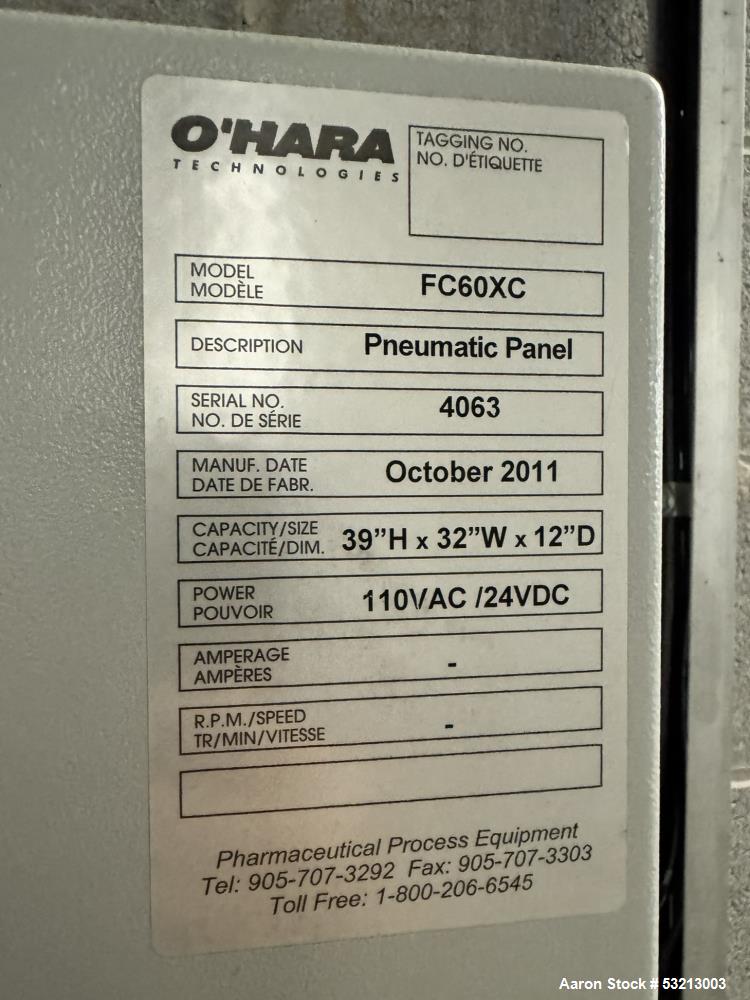 O'HARA
TECHNOLOGIES
TAGGING NO.
NO. D'ÉTIQUETTE
MODEL
MODÈLE
FC60XC
DESCRIPTION
Pneumatic Panel
SERIAL NO.
NO. DE SÉRIE
4063
MANUF. DATE
DATE DE FABR.
October 2011
CAPACITY/SIZE
CAPACITÉ/DIM.
39”H x 32”W x 12”D
POWER
POUVOIR
110VAC /24VDC
AMPERAGE
AMPÈRES
-
R.P.M./SPEED
TR/MIN/VITESSE
-
Pharmaceutical Process Equipment
Tel: 905-707-3292 Fax: 905-707-3303
Toll Free: 1-800-206-6545
Aaron Stock # 53213003